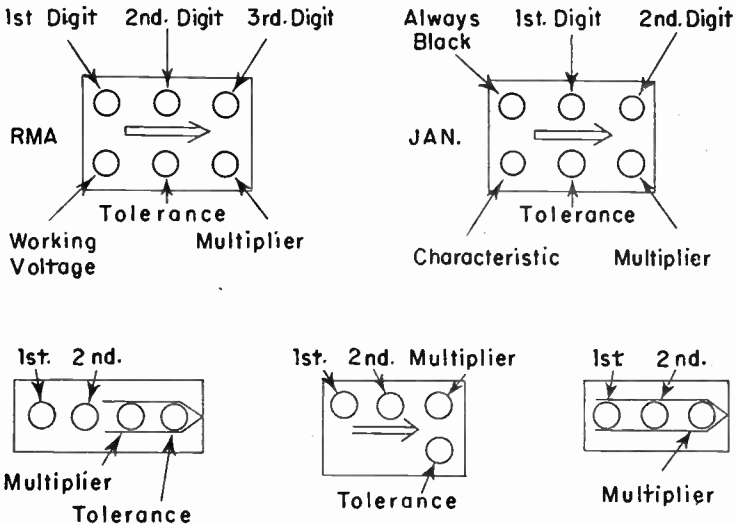 1st Digit 2nd. Digit 3rd. Digit
RMA
Tolerance
Working
Voltage
Multiplier
Always
Black
1st. Digit 2nd. Digit
JAN.
Tolerance
Characteristic Multiplier
1st. 2nd.
Multiplier
Tolerance
1st. 2nd. Multiplier
Tolerance
1st 2nd.
Multiplier